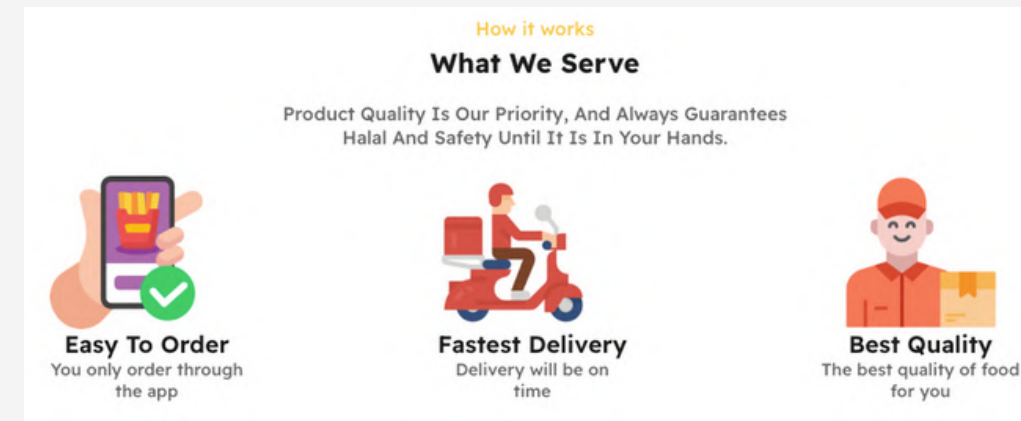 How it works
What We Serve
Product Quality Is Our Priority, And Always Guarantees
Halal And Safety Until It Is In Your Hands.
Easy To Order
You only order through
the app
Fastest Delivery
Delivery will be on
time
Best Quality
The best quality of food
for you